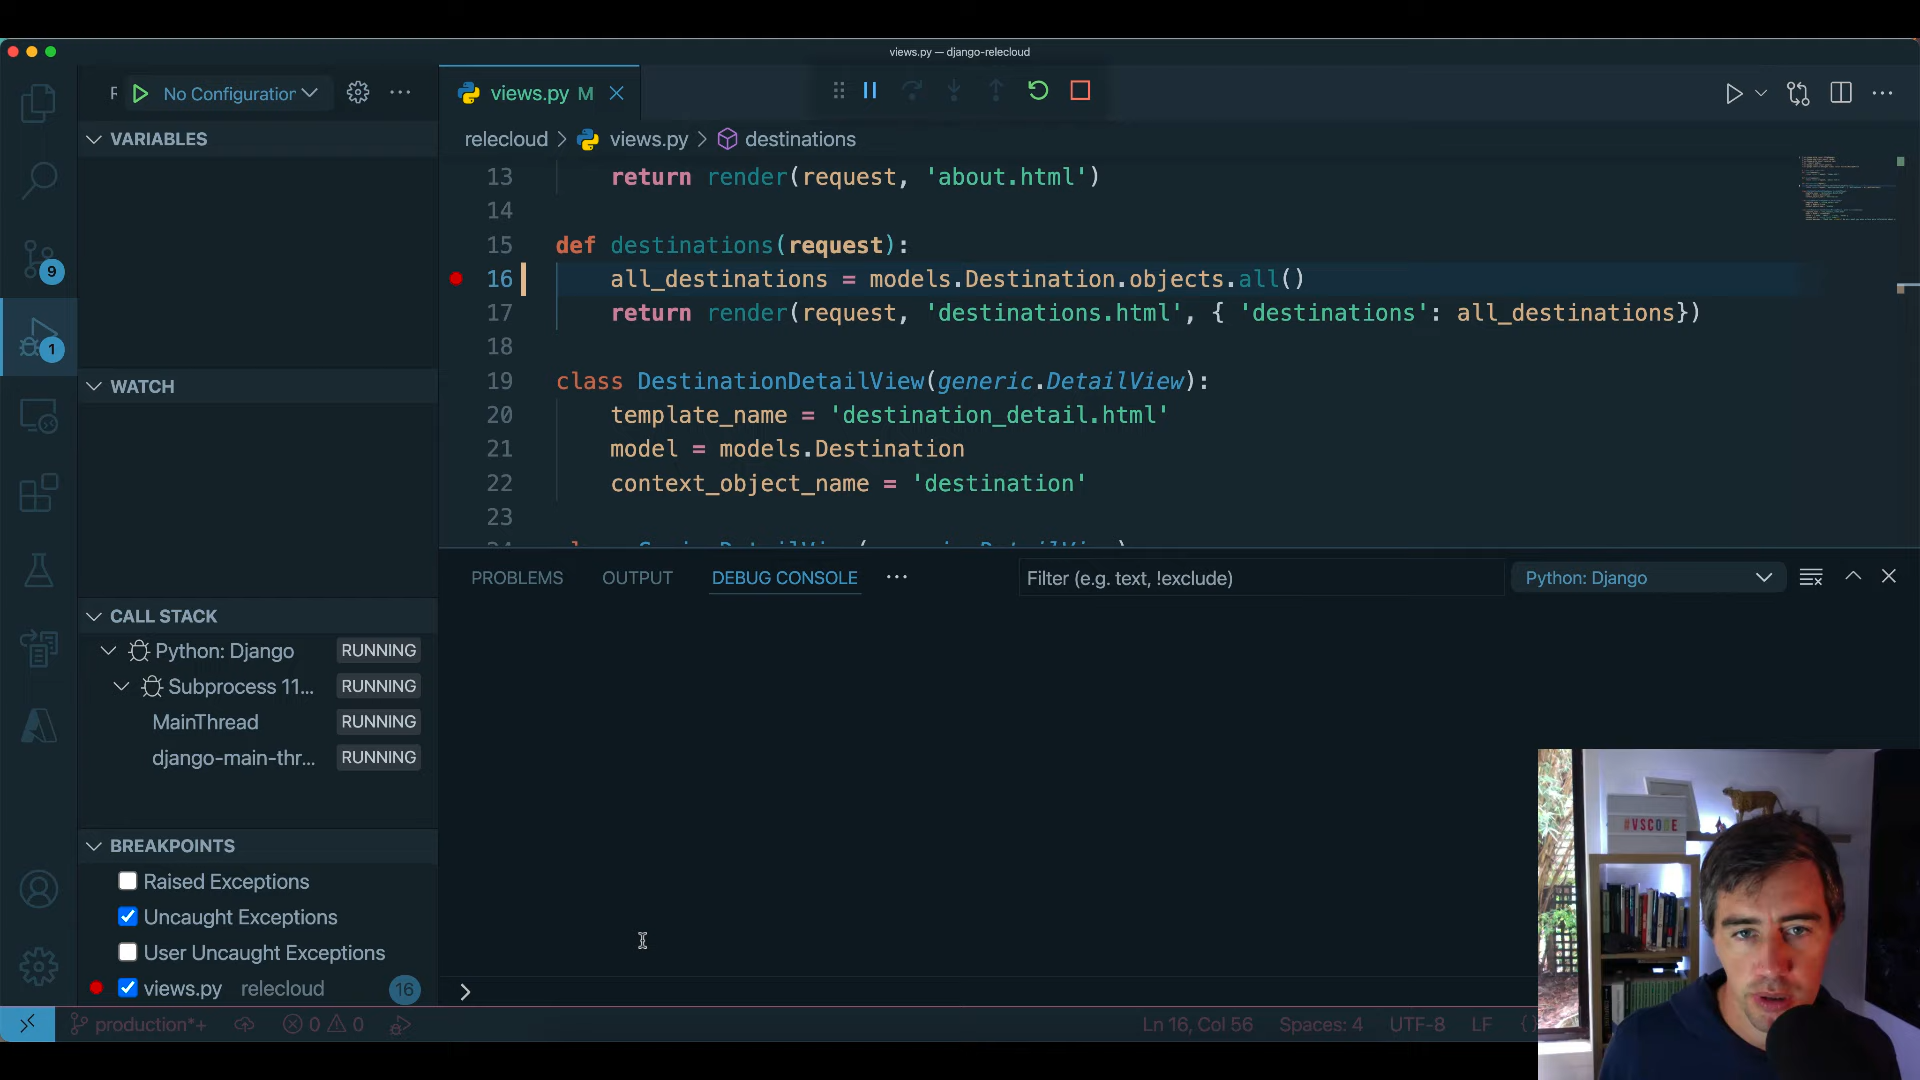 views.py — django-relecloud
No Configuration
views.py M
VARIABLES
relecloud > views.py > destinations
13 return render(request, 'about.html')
14
15 def destinations(request):
16 all_destinations = models.Destination.objects.all()
17 return render(request, 'destinations.html', { 'destinations': all_destinations})
18
19 class DestinationDetailView(generic.DetailView):
20 template_name = 'destination_detail.html'
21 model = models.Destination
22 context_object_name = 'destination'
23
9
1
WATCH
PROBLEMS OUTPUT DEBUG CONSOLE
Filter (e.g. text, !exclude)
Python: Django
CALL STACK
Python: Django RUNNING
Subprocess 11... RUNNING
MainThread RUNNING
django-main-thr... RUNNING
BREAKPOINTS
Raised Exceptions
Uncaught Exceptions
User Uncaught Exceptions
views.py relecloud 16
>
production*+ 0 0
Ln 16, Col 56 Spaces: 4 UTF-8 LF
#VSCODE